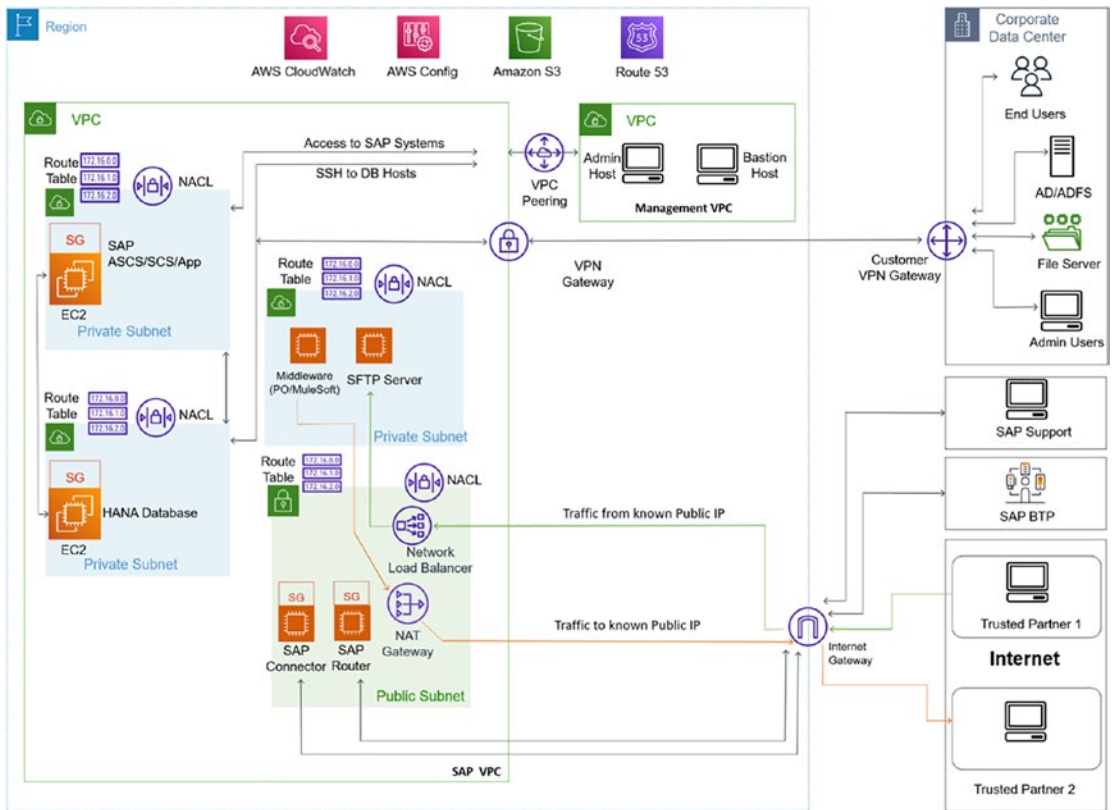 Region
AWS CloudWatch
AWS Config
Amazon S3
Route 53
53
Corporate
Data Center
End Users
AD/ADFS
File Server
Admin Users
Customer
VPN Gateway
VPC
Route
Table
172.16.0.0
172.16.1.0
172.16.2.0
NACL
SG
SAP
ASCS/SCS/App
EC2
Private Subnet
Access to SAP Systems
SSH to DB Hosts
VPC
Peering
VPC
Admin
Host
Bastion
Host
Management VPC
VPN
Gateway
Route
Table
172.16.0.0
172.16.1.0
172.16.2.0
NACL
Middleware
(PO/MuleSoft)
SFTP Server
Private Subnet
Route
Table
172.16.0.0
172.16.1.0
172.16.2.0
NACL
SG
HANA Database
EC2
Private Subnet
Route
Table
172.16.0.0
172.16.1.0
172.16.2.0
NACL
Network
Load Balancer
NAT
Gateway
SG
SAP
Connector
SG
SAP
Router
Public Subnet
Traffic from known Public IP
Traffic to known Public IP
Internet
Gateway
SAP VPC
SAP Support
SAP BTP
Trusted Partner 1
Internet
Trusted Partner 2